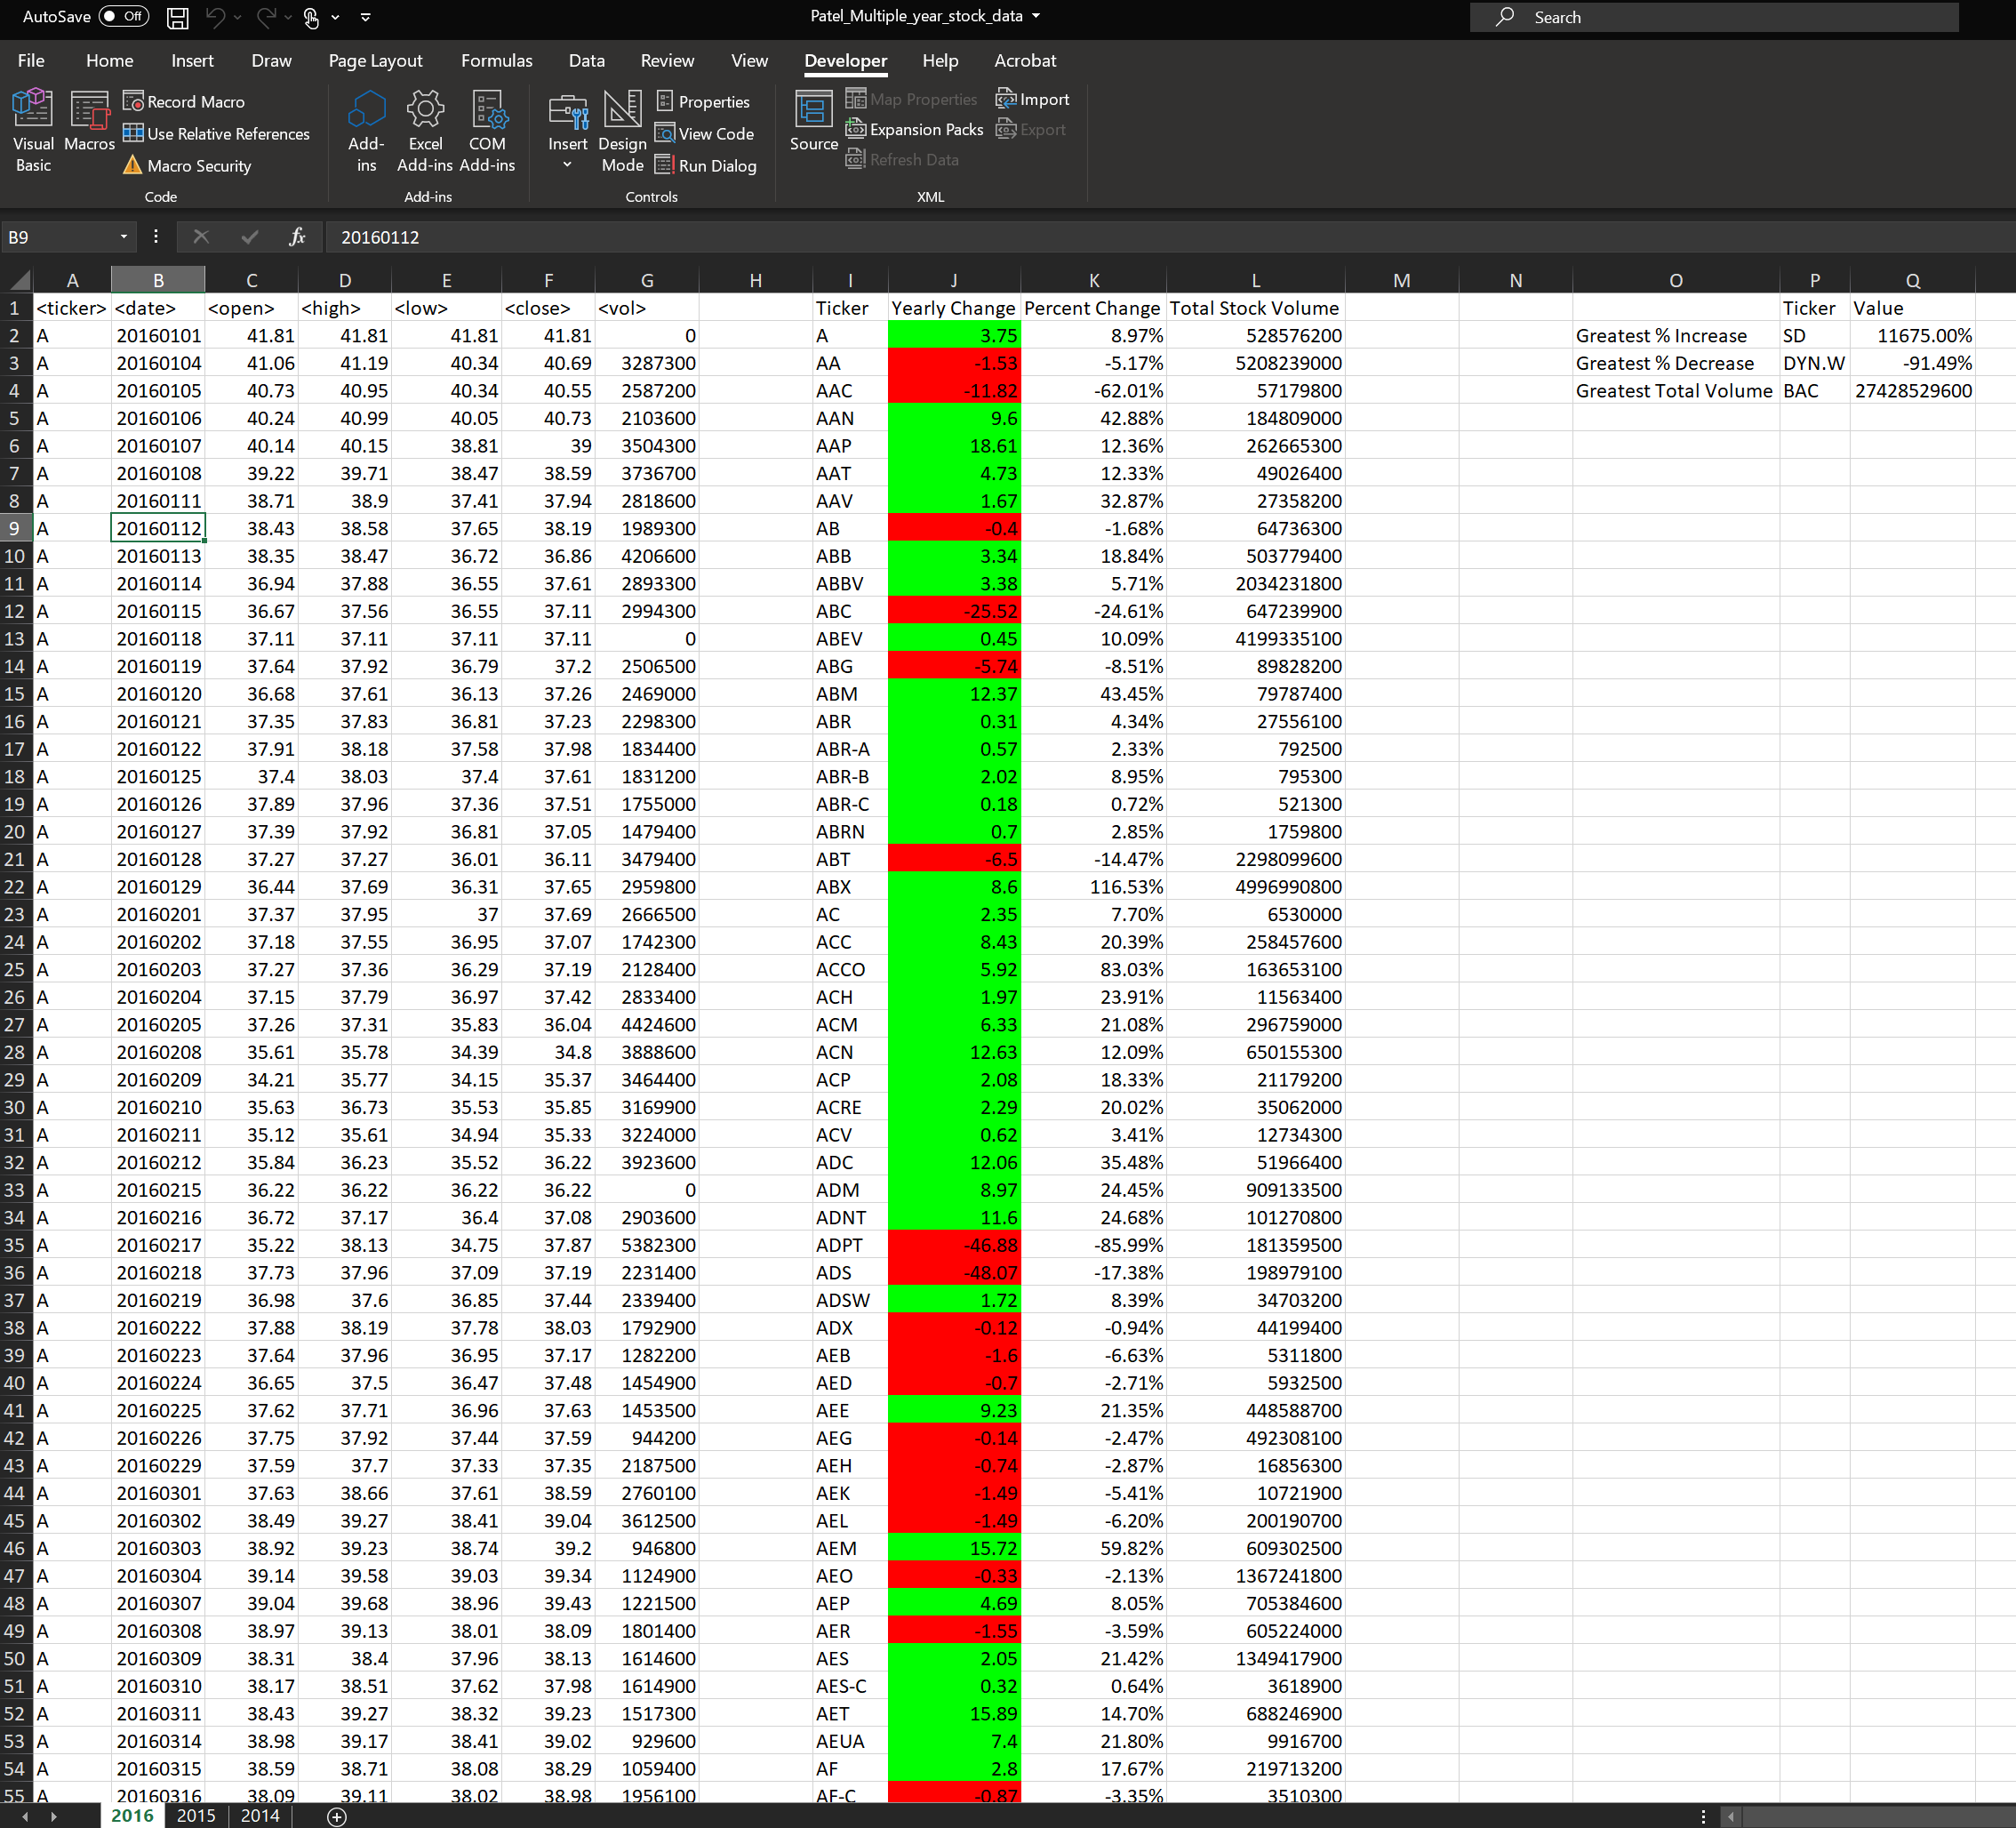 AutoSave Off Patel_Multiple_year_stock_data Search
File Home Insert Draw Page Layout Formulas Data Review View Developer Help Acrobat
Visual Basic Macros Record Macro Use Relative References Macro Security Add-ins Excel Add-ins COM Add-ins Insert Design Mode Properties View Code Run Dialog Source Map Properties Expansion Packs Refresh Data Import Export
Code Add-ins Controls XML
B9 fx 20160112
A B C D E F G H I J K L M N O P Q
1 <ticker> <date> <open> <high> <low> <close> <vol> Ticker Yearly Change Percent Change Total Stock Volume Ticker Value
2 A 20160101 41.81 41.81 41.81 41.81 0 A 3.75 8.97% 528576200 Greatest % Increase SD 11675.00%
3 A 20160104 41.06 41.19 40.34 40.69 3287300 AA -1.53 -5.17% 5208239000 Greatest % Decrease DYN.W -91.49%
4 A 20160105 40.73 40.95 40.34 40.55 2587200 AAC -11.82 -62.01% 57179800 Greatest Total Volume BAC 27428529600
5 A 20160106 40.24 40.99 40.05 40.73 2103600 AAN 9.6 42.88% 184809000
6 A 20160107 40.14 40.15 38.81 39 3504300 AAP 18.61 12.36% 262665300
7 A 20160108 39.22 39.71 38.47 38.59 3736700 AAT 4.73 12.33% 49026400
8 A 20160111 38.71 38.9 37.41 37.94 2818600 AAV 1.67 32.87% 27358200
9 A 20160112 38.43 38.58 37.65 38.19 1989300 AB -0.4 -1.68% 64736300
10 A 20160113 38.35 38.47 36.72 36.86 4206600 ABB 3.34 18.84% 503779400
11 A 20160114 36.94 37.88 36.55 37.61 2893300 ABBV 3.38 5.71% 2034231800
12 A 20160115 36.67 37.56 36.55 37.11 2994300 ABC -25.52 -24.61% 647239900
13 A 20160118 37.11 37.11 37.11 37.11 0 ABEV 0.45 10.09% 4199335100
14 A 20160119 37.64 37.92 36.79 37.2 2506500 ABG -5.74 -8.51% 89828200
15 A 20160120 36.68 37.61 36.13 37.26 2469000 ABM 12.37 43.45% 79787400
16 A 20160121 37.35 37.83 36.81 37.23 2298300 ABR 0.31 4.34% 27556100
17 A 20160122 37.91 38.18 37.58 37.98 1834400 ABR-A 0.57 2.33% 792500
18 A 20160125 37.4 38.03 37.4 37.61 1831200 ABR-B 2.02 8.95% 795300
19 A 20160126 37.89 37.96 37.36 37.51 1755000 ABR-C 0.18 0.72% 521300
20 A 20160127 37.39 37.92 36.81 37.05 1479400 ABRN 0.7 2.85% 1759800
21 A 20160128 37.27 37.27 36.01 36.11 3479400 ABT -6.5 -14.47% 2298099600
22 A 20160129 36.44 37.69 36.31 37.65 2959800 ABX 8.6 116.53% 4996990800
23 A 20160201 37.37 37.95 37 37.69 2666500 AC 2.35 7.70% 6530000
24 A 20160202 37.18 37.55 36.95 37.07 1742300 ACC 8.43 20.39% 258457600
25 A 20160203 37.27 37.36 36.29 37.19 2128400 ACCO 5.92 83.03% 163653100
26 A 20160204 37.15 37.79 36.97 37.42 2833400 ACH 1.97 23.91% 11563400
27 A 20160205 37.26 37.31 35.83 36.04 4424600 ACM 6.33 21.08% 296759000
28 A 20160208 35.61 35.78 34.39 34.8 3888600 ACN 12.63 12.09% 650155300
29 A 20160209 34.21 35.77 34.15 35.37 3464400 ACP 2.08 18.33% 21179200
30 A 20160210 35.63 36.73 35.53 35.85 3169900 ACRE 2.29 20.02% 35062000
31 A 20160211 35.12 35.61 34.94 35.33 3224000 ACV 0.62 3.41% 12734300
32 A 20160212 35.84 36.23 35.52 36.22 3923600 ADC 12.06 35.48% 51966400
33 A 20160215 36.22 36.22 36.22 36.22 0 ADM 8.97 24.45% 909133500
34 A 20160216 36.72 37.17 36.4 37.08 2903600 ADNT 11.6 24.68% 101270800
35 A 20160217 35.22 38.13 34.75 37.87 5382300 ADPT -46.88 -85.99% 181359500
36 A 20160218 37.73 37.96 37.09 37.19 2231400 ADS -48.07 -17.38% 198979100
37 A 20160219 36.98 37.6 36.85 37.44 2339400 ADSW 1.72 8.39% 34703200
38 A 20160222 37.88 38.19 37.78 38.03 1792900 ADX -0.12 -0.94% 44199400
39 A 20160223 37.64 37.96 36.95 37.17 1282200 AEB -1.6 -6.63% 5311800
40 A 20160224 36.65 37.5 36.47 37.48 1454900 AED -0.7 -2.71% 5932500
41 A 20160225 37.62 37.71 36.96 37.63 1453500 AEE 9.23 21.35% 448588700
42 A 20160226 37.75 37.92 37.44 37.59 944200 AEG -0.14 -2.47% 492308100
43 A 20160229 37.59 37.7 37.33 37.35 2187500 AEH -0.74 -2.87% 16856300
44 A 20160301 37.63 38.66 37.61 38.59 2760100 AEK -1.49 -5.41% 10721900
45 A 20160302 38.49 39.27 38.41 39.04 3612500 AEL -1.49 -6.20% 200190700
46 A 20160303 38.92 39.23 38.74 39.2 946800 AEM 15.72 59.82% 609302500
47 A 20160304 39.14 39.58 39.03 39.34 1124900 AEO -0.33 -2.13% 1367241800
48 A 20160307 39.04 39.68 38.96 39.43 1221500 AEP 4.69 8.05% 705384600
49 A 20160308 38.97 39.13 38.01 38.09 1801400 AER -1.55 -3.59% 605224000
50 A 20160309 38.31 38.4 37.96 38.13 1614600 AES 2.05 21.42% 1349417900
51 A 20160310 38.17 38.51 37.62 37.98 1614900 AES-C 0.32 0.64% 3618900
52 A 20160311 38.43 39.27 38.32 39.23 1517300 AET 15.89 14.70% 688246900
53 A 20160314 38.98 39.17 38.41 39.02 929600 AEUA 7.4 21.80% 9916700
54 A 20160315 38.59 38.71 38.08 38.29 1059400 AF 2.8 17.67% 219713200
55 A 20160316 38.09 39.11 38.02 38.98 1956100 AF-C -0.87 -3.35% 3510300
2016 2015 2014